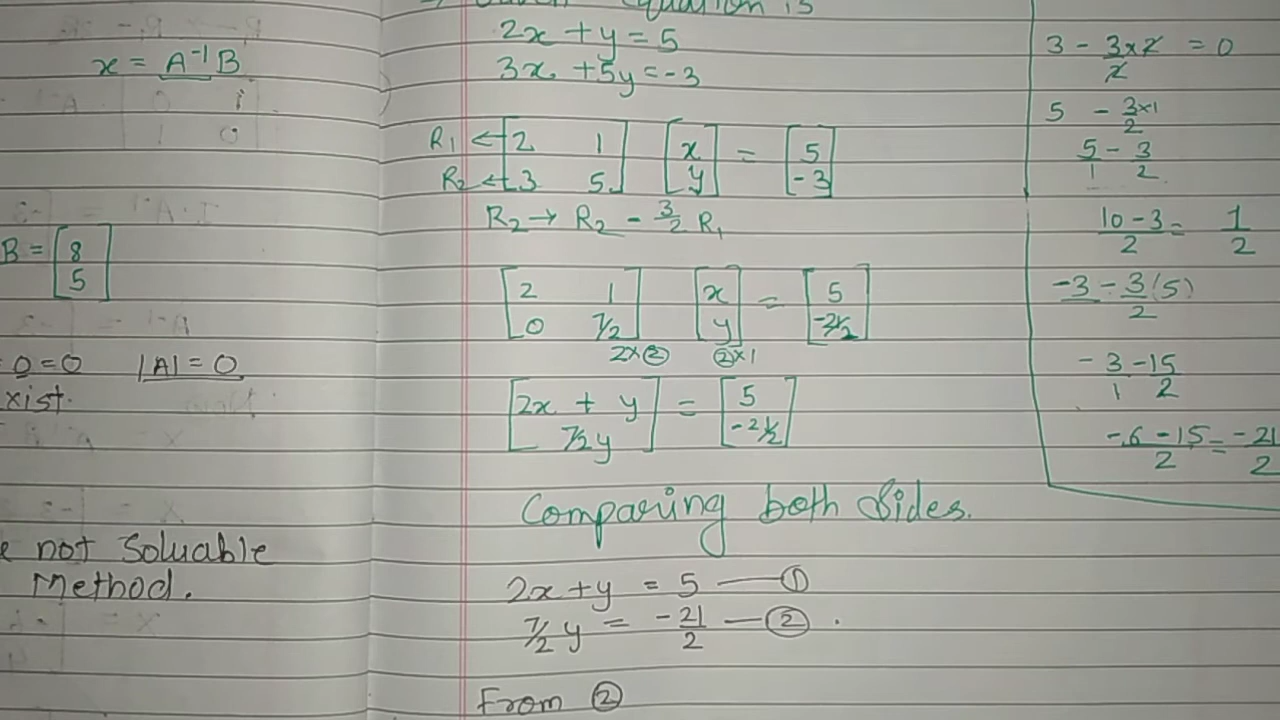 x = A⁻¹B
B = [8
5]
0 = 0 |A| = 0
xist.
not Soluable
Method.
Equation is
2x + y = 5
3x + 5y = -3
R₁ ← [2 1] [x] = [5]
R₂ ← [3 5] [y] [-3]
R₂ → R₂ - 3/2 R₁
[2 1] [x] = [5]
[0 7/2] [y] [-21/2]
2×② ②×1
[2x + y] = [5]
[7/2 y] [-21/2]
Comparing both Sides.
2x + y = 5 —— ①
7/2 y = -21/2 — ② .
From ②
3 - 3×2/2 = 0
5 - 3×1/2
5/1 - 3/2
10-3/2 = 1/2
-3 - 3/2 (5)
-3/1 - 15/2
-6-15/2 = -21/2